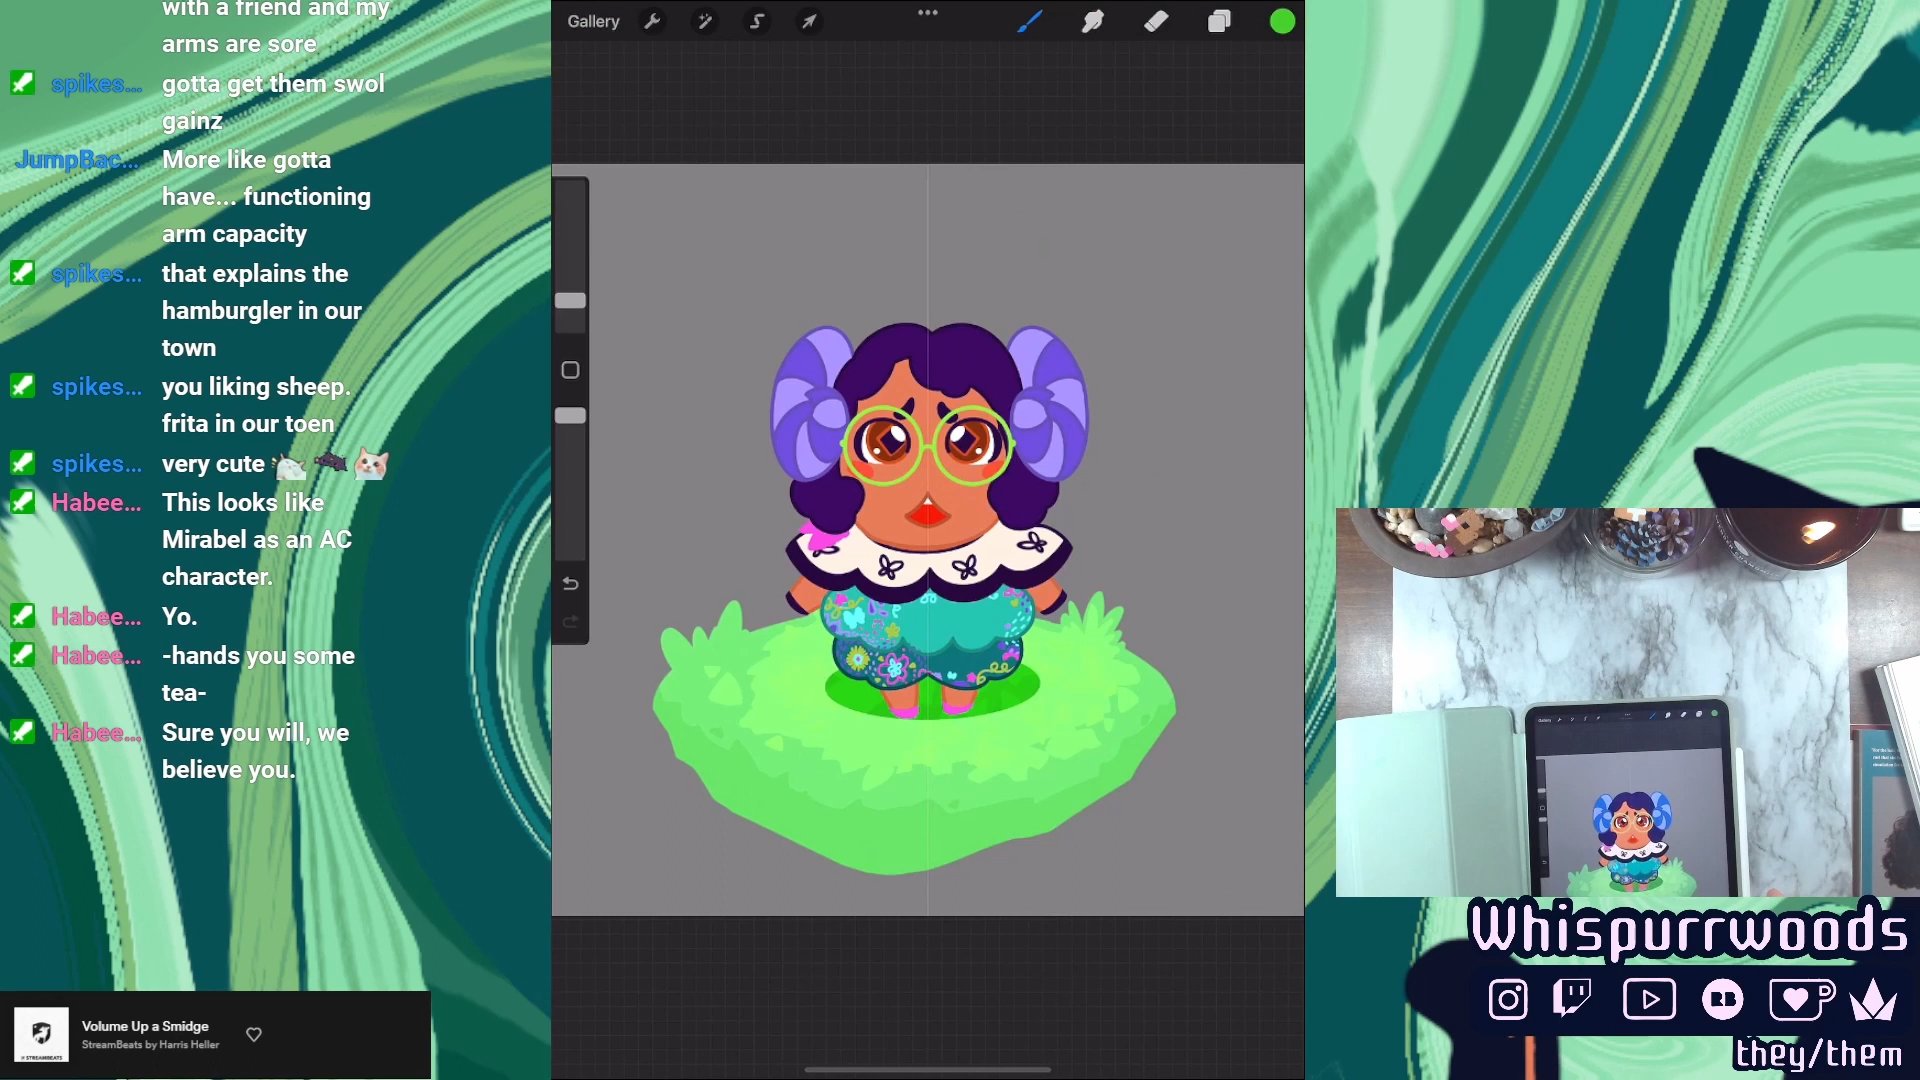 with a friend and my
arms are sore
spikes... gotta get them swol
gainz
JumpBac... More like gotta
have... functioning
arm capacity
spikes... that explains the
hamburgler in our
town
spikes... you liking sheep.
frita in our toen
spikes... very cute
Habee... This looks like
Mirabel as an AC
character.
Habee... Yo.
Habee... -hands you some
tea-
Habee... Sure you will, we
believe you.
Volume Up a Smidge
StreamBeats by Harris Heller
STREAMBEATS
Gallery
Whispurrwoods
they/them